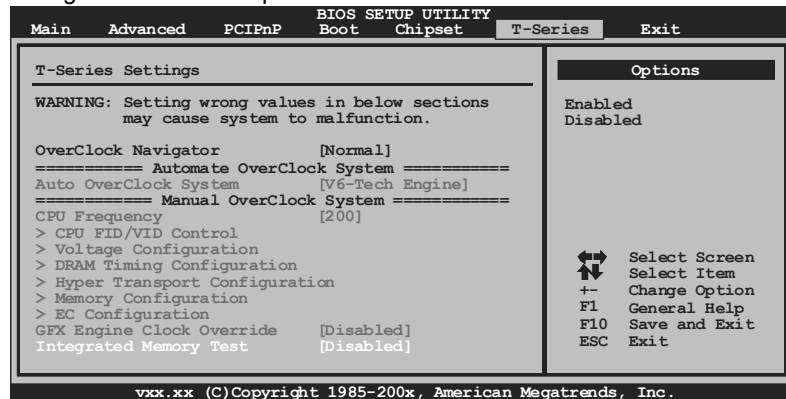 BIOS SETUP UTILITY
Main Advanced PCIPnP Boot Chipset T-Series Exit
T-Series Settings
WARNING: Setting wrong values in below sections
may cause system to malfunction.
OverClock Navigator [Normal]
=========== Automate OverClock System ===========
Auto OverClock System [V6-Tech Engine]
============ Manual OverClock System ============
CPU Frequency [200]
> CPU FID/VID Control
> Voltage Configuration
> DRAM Timing Configuration
> Hyper Transport Configuration
> Memory Configuration
> EC Configuration
GFX Engine Clock Override [Disabled]
Integrated Memory Test [Disabled]
Options
Enabled
Disabled
Select Screen
Select Item
+- Change Option
F1 General Help
F10 Save and Exit
ESC Exit
vxx.xx (C)Copyright 1985-200x, American Megatrends, Inc.